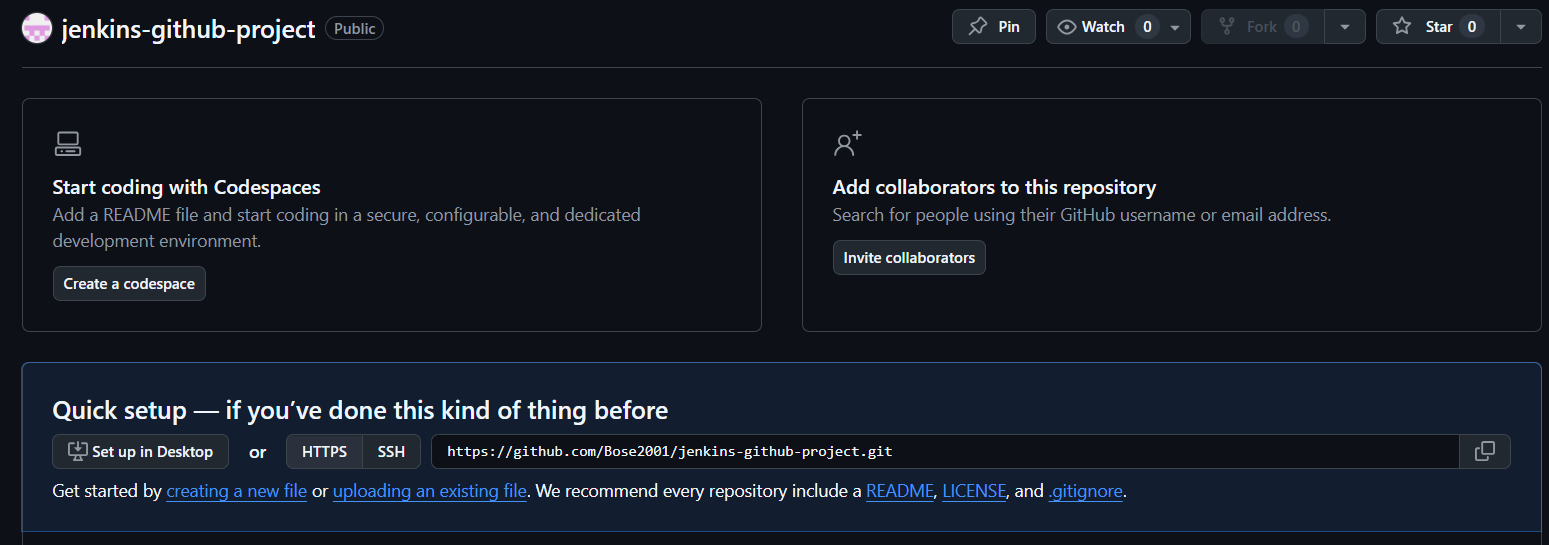 jenkins-github-project Public Pin Watch 0 Fork 0 Star 0
Start coding with Codespaces
Add a README file and start coding in a secure, configurable, and dedicated
development environment.
Create a codespace
Add collaborators to this repository
Search for people using their GitHub username or email address.
Invite collaborators
Quick setup — if you’ve done this kind of thing before
Set up in Desktop or HTTPS SSH https://github.com/Bose2001/jenkins-github-project.git
Get started by creating a new file or uploading an existing file. We recommend every repository include a README, LICENSE, and .gitignore.